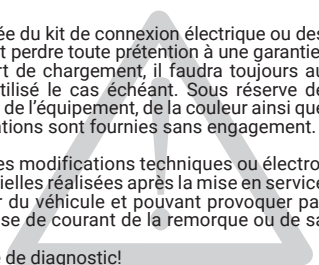 ée du kit de connexion électrique ou des
t perdre toute prétention à une garantie
rt de chargement, il faudra toujours au
tilisé le cas échéant. Sous réserve de
de l'équipement, de la couleur ainsi que
ations sont fournies sans engagement.
es modifications techniques ou électro
ielles réalisées après la mise en service
r du véhicule et pouvant provoquer pa
ise de courant de la remorque ou de sa
de diagnostic!